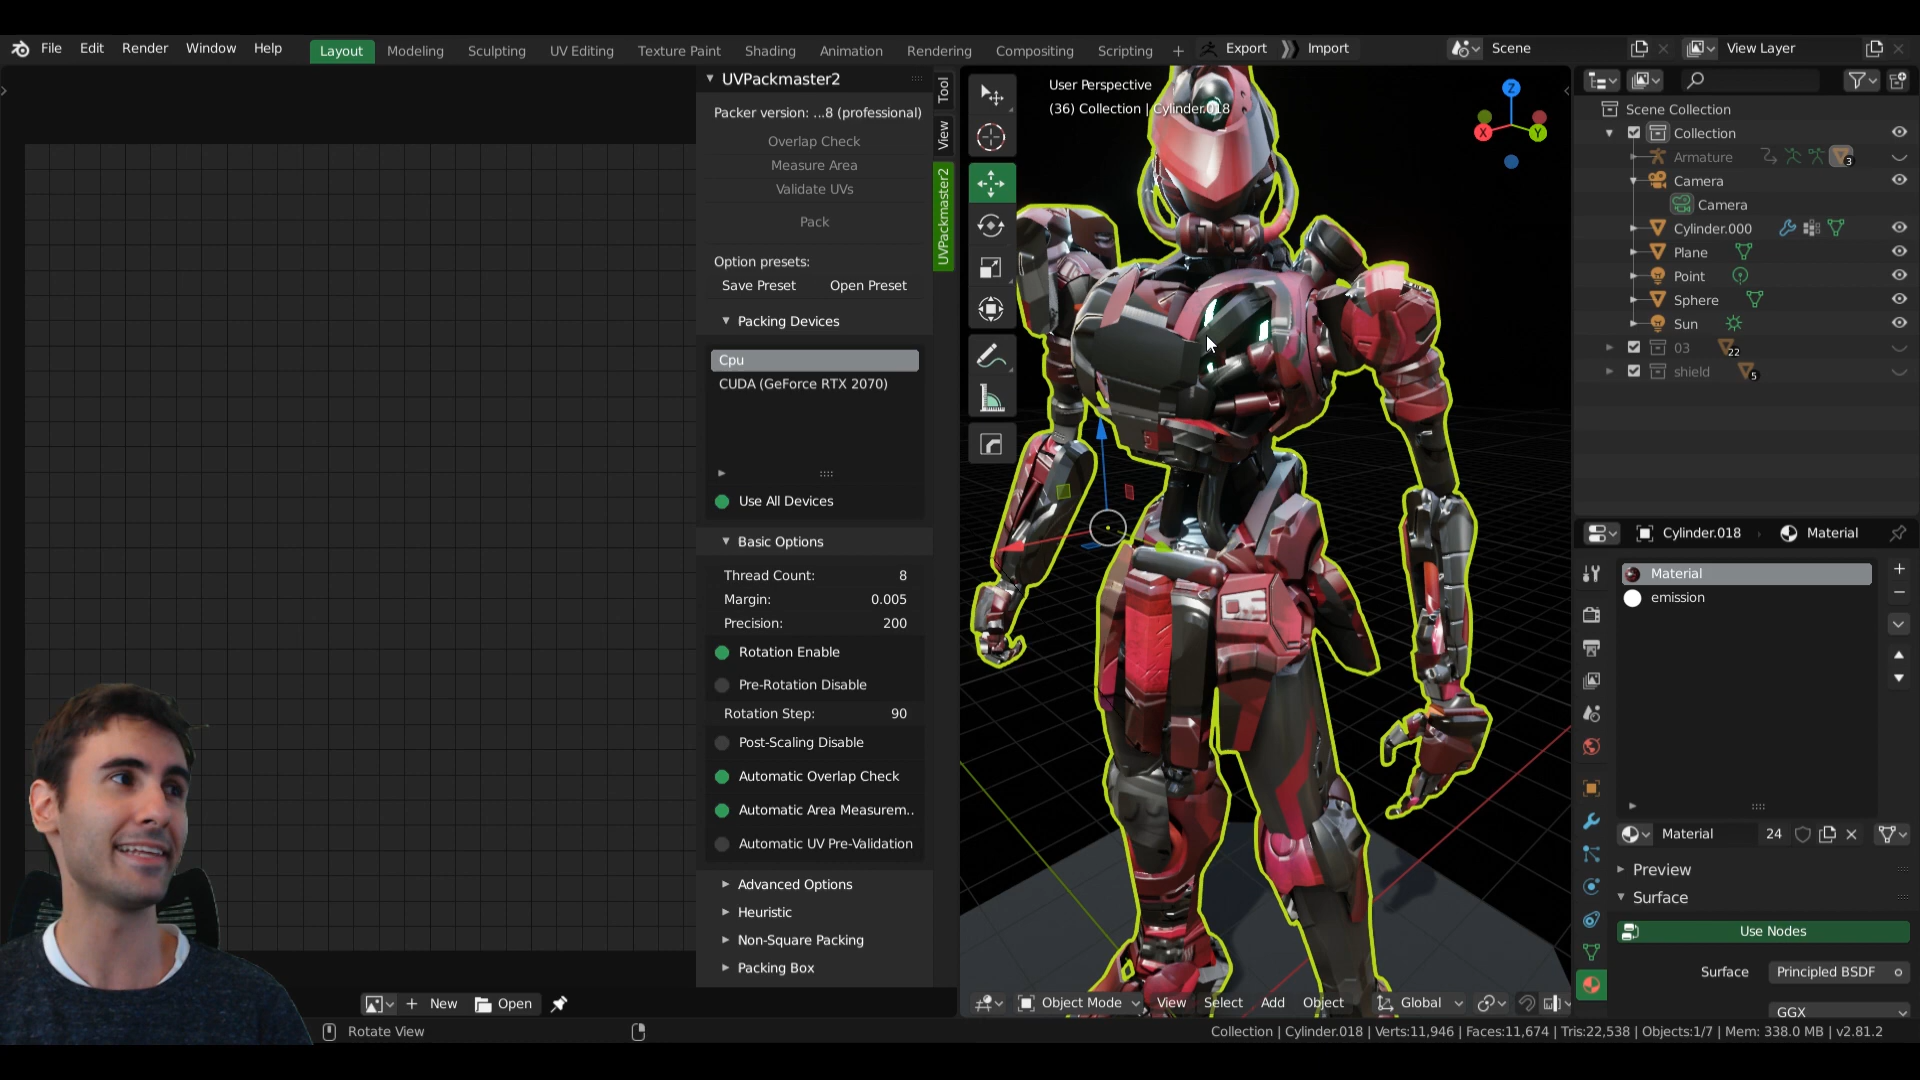 File Edit Render Window Help Layout Modeling Sculpting UV Editing Texture Paint Shading Animation Rendering Compositing Scripting + Export Import Scene View Layer
UVPackmaster2
Packer version: ...8 (professional)
Overlap Check
Measure Area
Validate UVs
Pack
Option presets:
Save Preset Open Preset
Packing Devices
Cpu
CUDA (GeForce RTX 2070)
Use All Devices
Basic Options
Thread Count: 8
Margin: 0.005
Precision: 200
Rotation Enable
Pre-Rotation Disable
Rotation Step: 90
Post-Scaling Disable
Automatic Overlap Check
Automatic Area Measurem..
Automatic UV Pre-Validation
Advanced Options
Heuristic
Non-Square Packing
Packing Box
Tool
View
UVPackmaster2
New Open
User Perspective
(36) Collection | Cylinder.018
Z
X
Y
Object Mode View Select Add Object Global
Scene Collection
Collection
Armature 3
Camera
Camera
Cylinder.000
Plane
Point
Sphere
Sun
03 22
shield 5
Cylinder.018 Material
Material
emission
Material 24
Preview
Surface
Use Nodes
Surface Principled BSDF
GGX
Rotate View
Collection | Cylinder.018 | Verts:11,946 | Faces:11,674 | Tris:22,538 | Objects:1/7 | Mem: 338.0 MB | v2.81.2